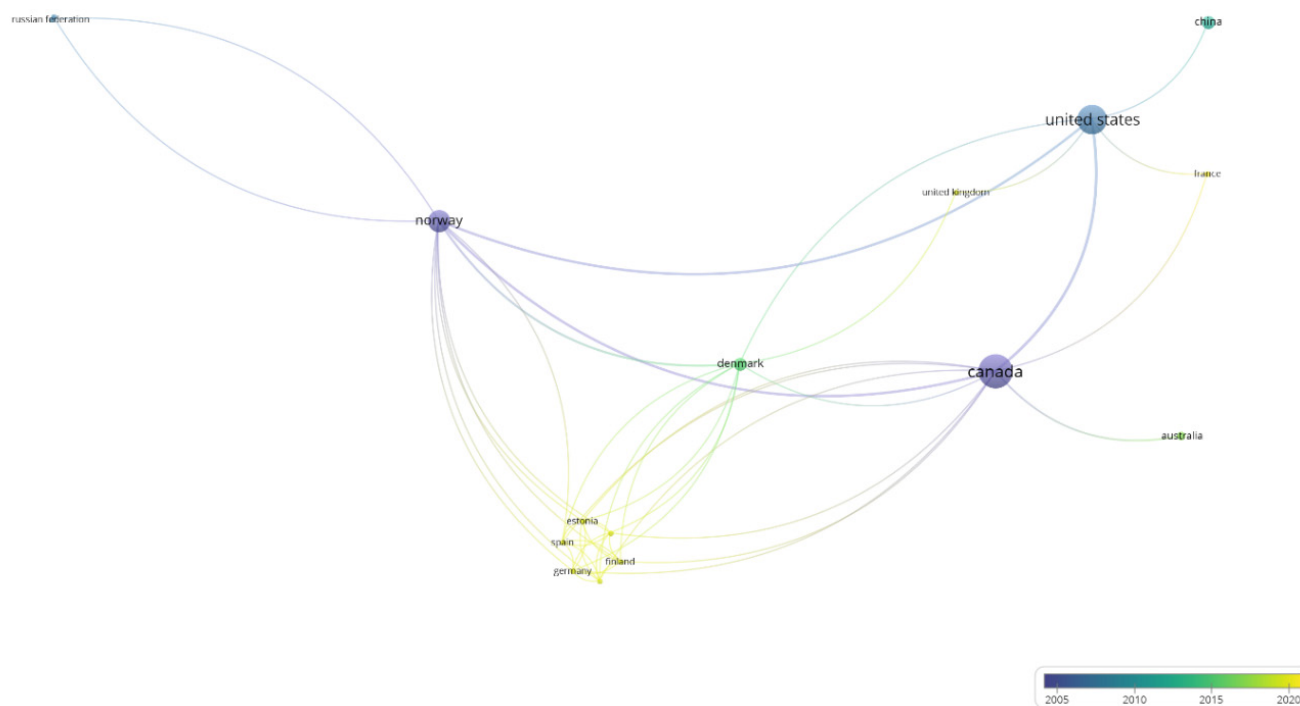 russian federation
china
united states
france
united kingdom
norway
denmark
canada
australia
estonia
spain
finland
germany
2005 2010 2015 2020